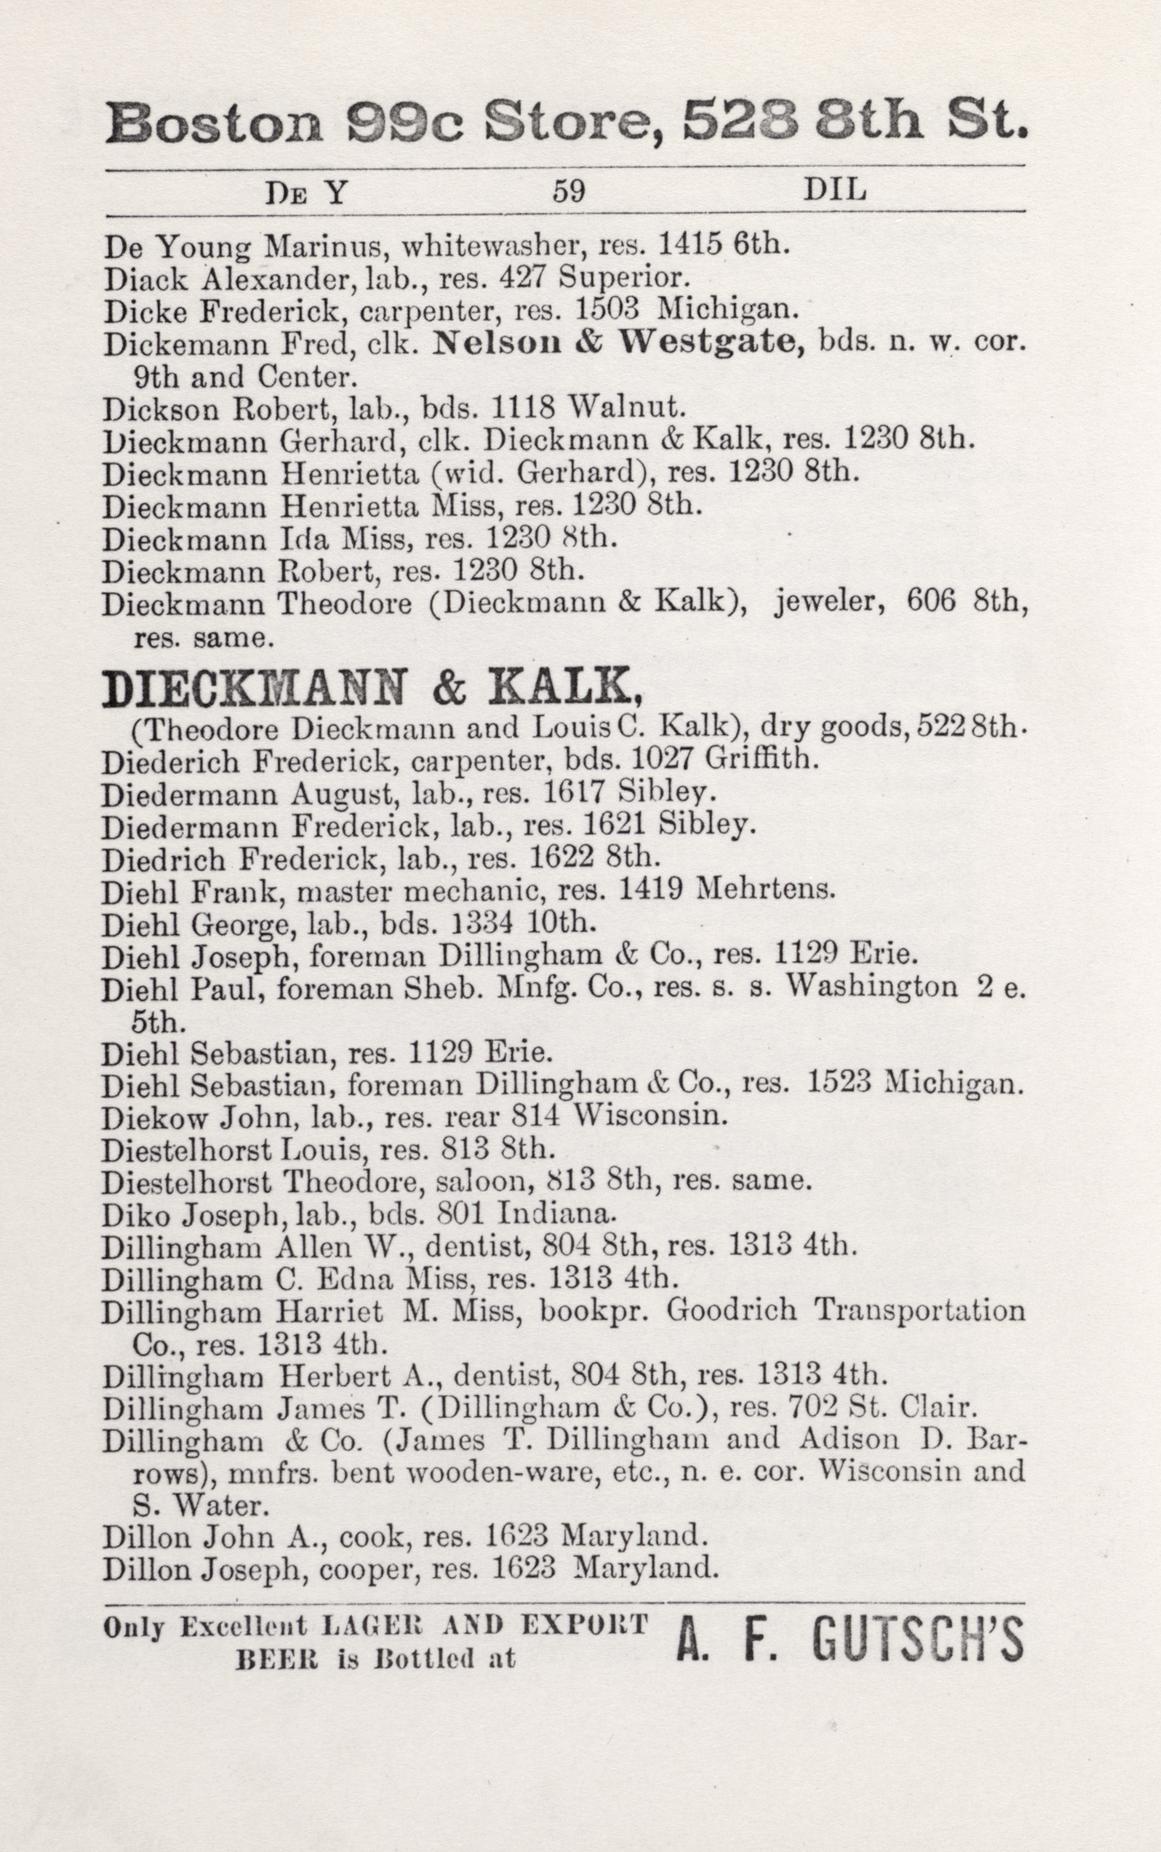 Boston 99c Store, 528 8th St.
DE Y 59 DIL
De Young Marinus, whitewasher, res. 1415 6th.
Diack Alexander, lab., res. 427 Superior.
Dicke Frederick, carpenter, res. 1503 Michigan.
Dickemann Fred, clk. Nelson & Westgate, bds. n. w. cor.
9th and Center.
Dickson Robert, lab., bds. 1118 Walnut.
Dieckmann Gerhard, clk. Dieckmann & Kalk, res. 1230 8th.
Dieckmann Henrietta (wid. Gerhard), res. 1230 8th.
Dieckmann Henrietta Miss, res. 1230 8th.
Dieckmann Ida Miss, res. 1230 8th.
Dieckmann Robert, res. 1230 8th.
Dieckmann Theodore (Dieckmann & Kalk), jeweler, 606 8th,
res. same.
DIECKMANN & KALK,
(Theodore Dieckmann and Louis C. Kalk), dry goods, 522 8th.
Diederich Frederick, carpenter, bds. 1027 Griffith.
Diedermann August, lab., res. 1617 Sibley.
Diedermann Frederick, lab., res. 1621 Sibley.
Diedrich Frederick, lab., res. 1622 8th.
Diehl Frank, master mechanic, res. 1419 Mehrtens.
Diehl George, lab., bds. 1334 10th.
Diehl Joseph, foreman Dillingham & Co., res. 1129 Erie.
Diehl Paul, foreman Sheb. Mnfg. Co., res. s. s. Washington 2 e.
5th.
Diehl Sebastian, res. 1129 Erie.
Diehl Sebastian, foreman Dillingham & Co., res. 1523 Michigan.
Diekow John, lab., res. rear 814 Wisconsin.
Diestelhorst Louis, res. 813 8th.
Diestelhorst Theodore, saloon, 813 8th, res. same.
Diko Joseph, lab., bds. 801 Indiana.
Dillingham Allen W., dentist, 804 8th, res. 1313 4th.
Dillingham C. Edna Miss, res. 1313 4th.
Dillingham Harriet M. Miss, bookpr. Goodrich Transportation
Co., res. 1313 4th.
Dillingham Herbert A., dentist, 804 8th, res. 1313 4th.
Dillingham James T. (Dillingham & Co.), res. 702 St. Clair.
Dillingham & Co. (James T. Dillingham and Adison D. Bar-
rows), mnfrs. bent wooden-ware, etc., n. e. cor. Wisconsin and
S. Water.
Dillon John A., cook, res. 1623 Maryland.
Dillon Joseph, cooper, res. 1623 Maryland.
Only Excellent LAGER AND EXPORT
BEER is Bottled at A. F. GUTSCH'S